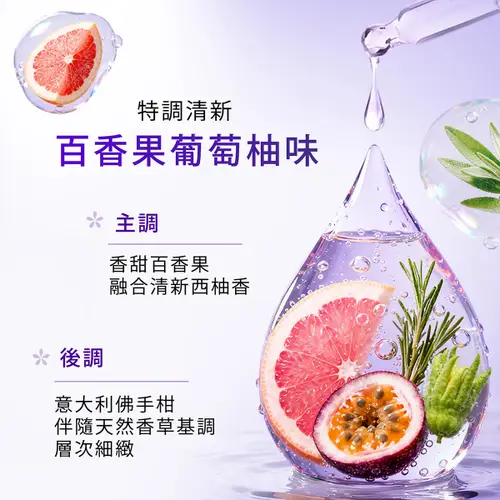 特調清新
百香果葡萄柚味
主調
香甜百香果
融合清新西柚香
後調
意大利佛手柑
伴隨天然香草基調
層次細緻